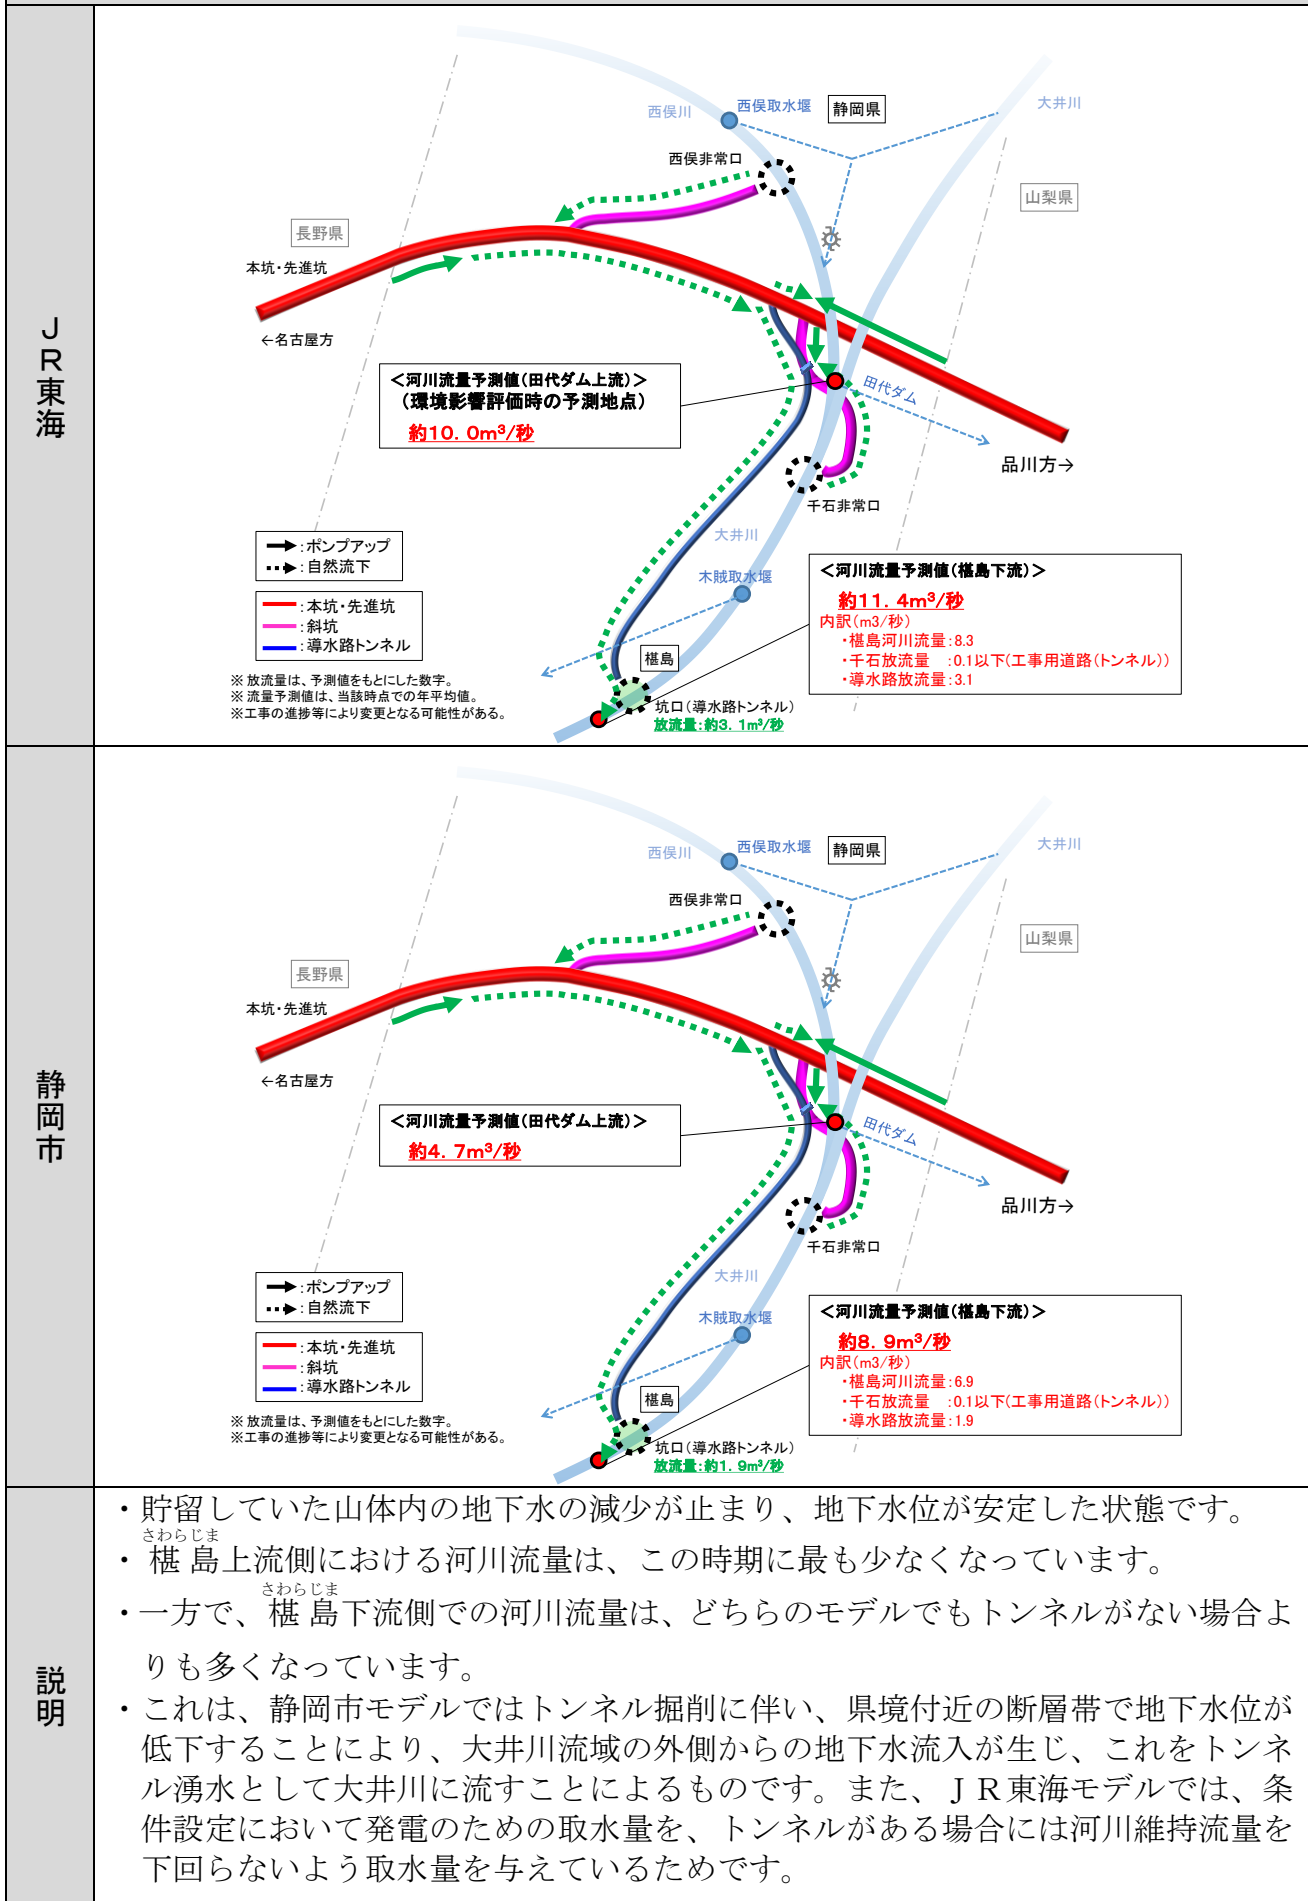 JR東海
西俣川
西俣取水堰
静岡県
大井川
西俣非常口
山梨県
長野県
本坑・先進坑
←名古屋方
＜河川流量予測値(田代ダム上流)＞
(環境影響評価時の予測地点)
約10.0m³/秒
田代ダム
品川方→
千石非常口
大井川
木賊取水堰
:ポンプアップ
:自然流下
:本坑・先進坑
:斜坑
:導水路トンネル
※ 放流量は、予測値をもとにした数字。
※ 流量予測値は、当該時点での年平均値。
※工事の進捗等により変更となる可能性がある。
＜河川流量予測値(椹島下流)＞
約11.4m³/秒
内訳(m3/秒)
・椹島河川流量:8.3
・千石放流量 :0.1以下(工事用道路(トンネル))
・導水路放流量:3.1
椹島
坑口(導水路トンネル)
放流量:約3.1m³/秒
静岡市
西俣川
西俣取水堰
静岡県
大井川
西俣非常口
山梨県
長野県
本坑・先進坑
←名古屋方
＜河川流量予測値(田代ダム上流)＞
約4.7m³/秒
田代ダム
品川方→
千石非常口
大井川
木賊取水堰
:ポンプアップ
:自然流下
:本坑・先進坑
:斜坑
:導水路トンネル
※ 放流量は、予測値をもとにした数字。
※工事の進捗等により変更となる可能性がある。
＜河川流量予測値(椹島下流)＞
約8.9m³/秒
内訳(m3/秒)
・椹島河川流量:6.9
・千石放流量 :0.1以下(工事用道路(トンネル))
・導水路放流量:1.9
椹島
坑口(導水路トンネル)
放流量:約1.9m³/秒
説明
・貯留していた山体内の地下水の減少が止まり、地下水位が安定した状態です。
さわらじま
・椹島上流側における河川流量は、この時期に最も少なくなっています。
さわらじま
・一方で、椹島下流側での河川流量は、どちらのモデルでもトンネルがない場合よ
りも多くなっています。
・これは、静岡市モデルではトンネル掘削に伴い、県境付近の断層帯で地下水位が
低下することにより、大井川流域の外側からの地下水流入が生じ、これをトンネ
ル湧水として大井川に流すことによるものです。また、ＪＲ東海モデルでは、条
件設定において発電のための取水量を、トンネルがある場合には河川維持流量を
下回らないよう取水量を与えているためです。